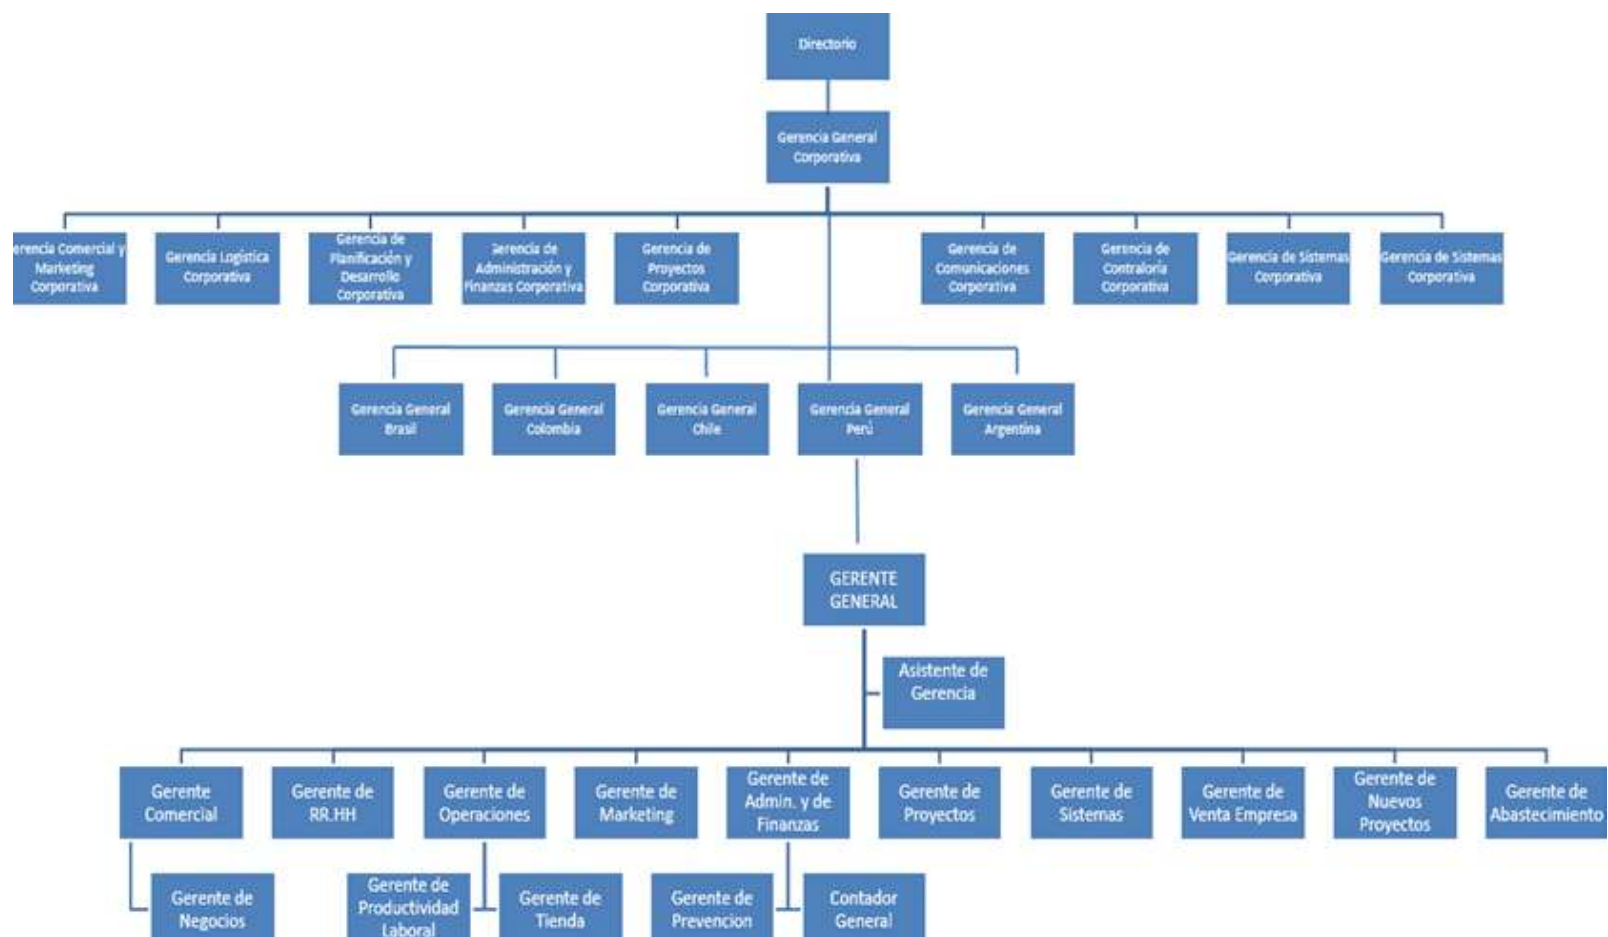 Directorio
Gerencia General
Corporativa
erencia Comercial y
Marketing
Corporativa
Gerencia Logística
Corporativa
Gerencia de
Planificación y
Desarrollo
Corporativa
Gerencia de
Administración y
Finanzas Corporativa
Gerencia de
Proyectos
Corporativa
Gerencia de
Comunicaciones
Corporativa
Gerencia de
Contraloría
Corporativa
Gerencia de Sistemas
Corporativa
Gerencia de Sistemas
Corporativa
Gerencia General
Brasil
Gerencia General
Colombia
Gerencia General
Chile
Gerencia General
Perú
Gerencia General
Argentina
GERENTE
GENERAL
Asistente de
Gerencia
Gerente
Comercial
Gerente de
RR.HH
Gerente de
Operaciones
Gerente de
Marketing
Gerente de
Admin. y de
Finanzas
Gerente de
Proyectos
Gerente de
Sistemas
Gerente de
Venta Empresa
Gerente de
Nuevos
Proyectos
Gerente de
Abastecimiento
Gerente de
Negocios
Gerente de
Productividad
Laboral
Gerente de
Tienda
Gerente de
Prevencion
Contador
General